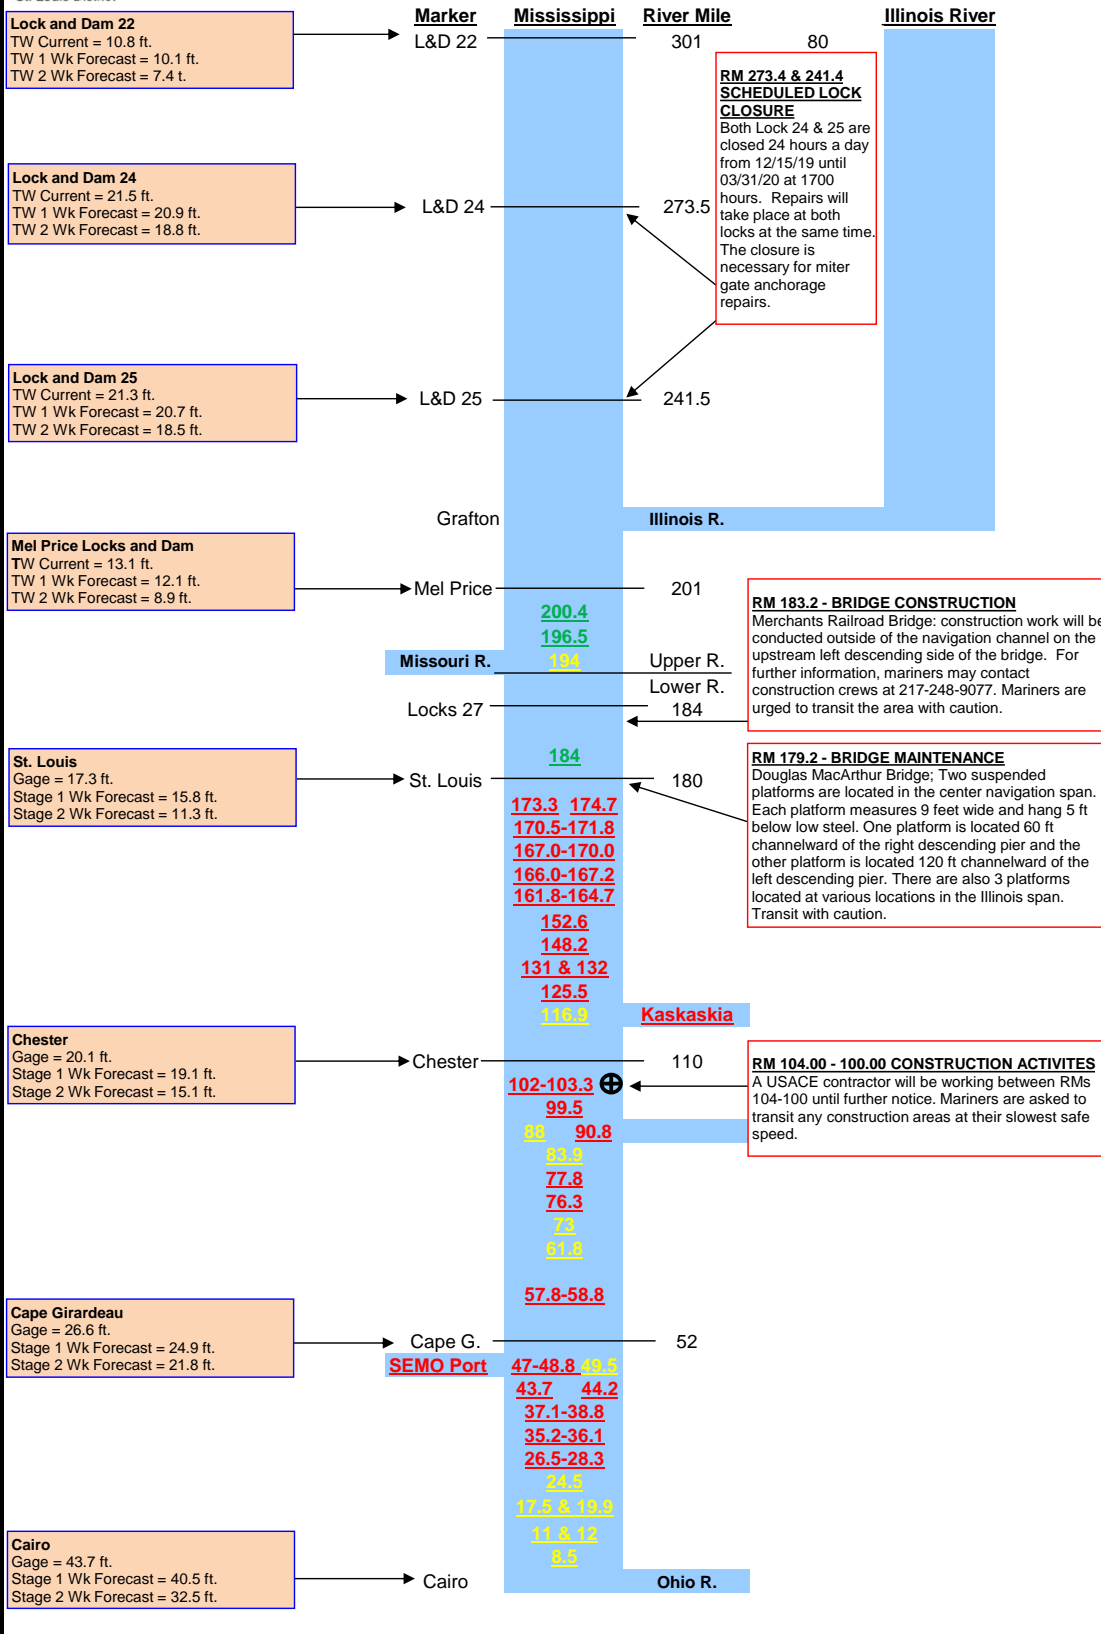 St. Louis District
Marker Mississippi River Mile Illinois River
Lock and Dam 22
TW Current = 10.8 ft.
TW 1 Wk Forecast = 10.1 ft.
TW 2 Wk Forecast = 7.4 t.
L&D 22 301 80
RM 273.4 & 241.4
SCHEDULED LOCK
CLOSURE
Both Lock 24 & 25 are
closed 24 hours a day
from 12/15/19 until
03/31/20 at 1700
hours. Repairs will
take place at both
locks at the same time.
The closure is
necessary for miter
gate anchorage
repairs.
Lock and Dam 24
TW Current = 21.5 ft.
TW 1 Wk Forecast = 20.9 ft.
TW 2 Wk Forecast = 18.8 ft.
L&D 24 273.5
Lock and Dam 25
TW Current = 21.3 ft.
TW 1 Wk Forecast = 20.7 ft.
TW 2 Wk Forecast = 18.5 ft.
L&D 25 241.5
Grafton Illinois R.
Mel Price Locks and Dam
TW Current = 13.1 ft.
TW 1 Wk Forecast = 12.1 ft.
TW 2 Wk Forecast = 8.9 ft.
Mel Price 201
200.4
196.5
Missouri R. 194 Upper R.
Lower R.
Locks 27 184
RM 183.2 - BRIDGE CONSTRUCTION
Merchants Railroad Bridge: construction work will be
conducted outside of the navigation channel on the
upstream left descending side of the bridge. For
further information, mariners may contact
construction crews at 217-248-9077. Mariners are
urged to transit the area with caution.
184
St. Louis
Gage = 17.3 ft.
Stage 1 Wk Forecast = 15.8 ft.
Stage 2 Wk Forecast = 11.3 ft.
St. Louis 180
RM 179.2 - BRIDGE MAINTENANCE
Douglas MacArthur Bridge; Two suspended
platforms are located in the center navigation span.
Each platform measures 9 feet wide and hang 5 ft
below low steel. One platform is located 60 ft
channelward of the right descending pier and the
other platform is located 120 ft channelward of the
left descending pier. There are also 3 platforms
located at various locations in the Illinois span.
Transit with caution.
173.3 174.7
170.5-171.8
167.0-170.0
166.0-167.2
161.8-164.7
152.6
148.2
131 & 132
125.5
116.9 Kaskaskia
Chester
Gage = 20.1 ft.
Stage 1 Wk Forecast = 19.1 ft.
Stage 2 Wk Forecast = 15.1 ft.
Chester 110
RM 104.00 - 100.00 CONSTRUCTION ACTIVITES
A USACE contractor will be working between RMs
104-100 until further notice. Mariners are asked to
transit any construction areas at their slowest safe
speed.
102-103.3
99.5
88 90.8
83.9
77.8
76.3
73
61.8
57.8-58.8
Cape Girardeau
Gage = 26.6 ft.
Stage 1 Wk Forecast = 24.9 ft.
Stage 2 Wk Forecast = 21.8 ft.
Cape G. 52
SEMO Port 47-48.8 49.5
43.7 44.2
37.1-38.8
35.2-36.1
26.5-28.3
24.5
17.5 & 19.9
11 & 12
8.5
Cairo
Gage = 43.7 ft.
Stage 1 Wk Forecast = 40.5 ft.
Stage 2 Wk Forecast = 32.5 ft.
Cairo Ohio R.